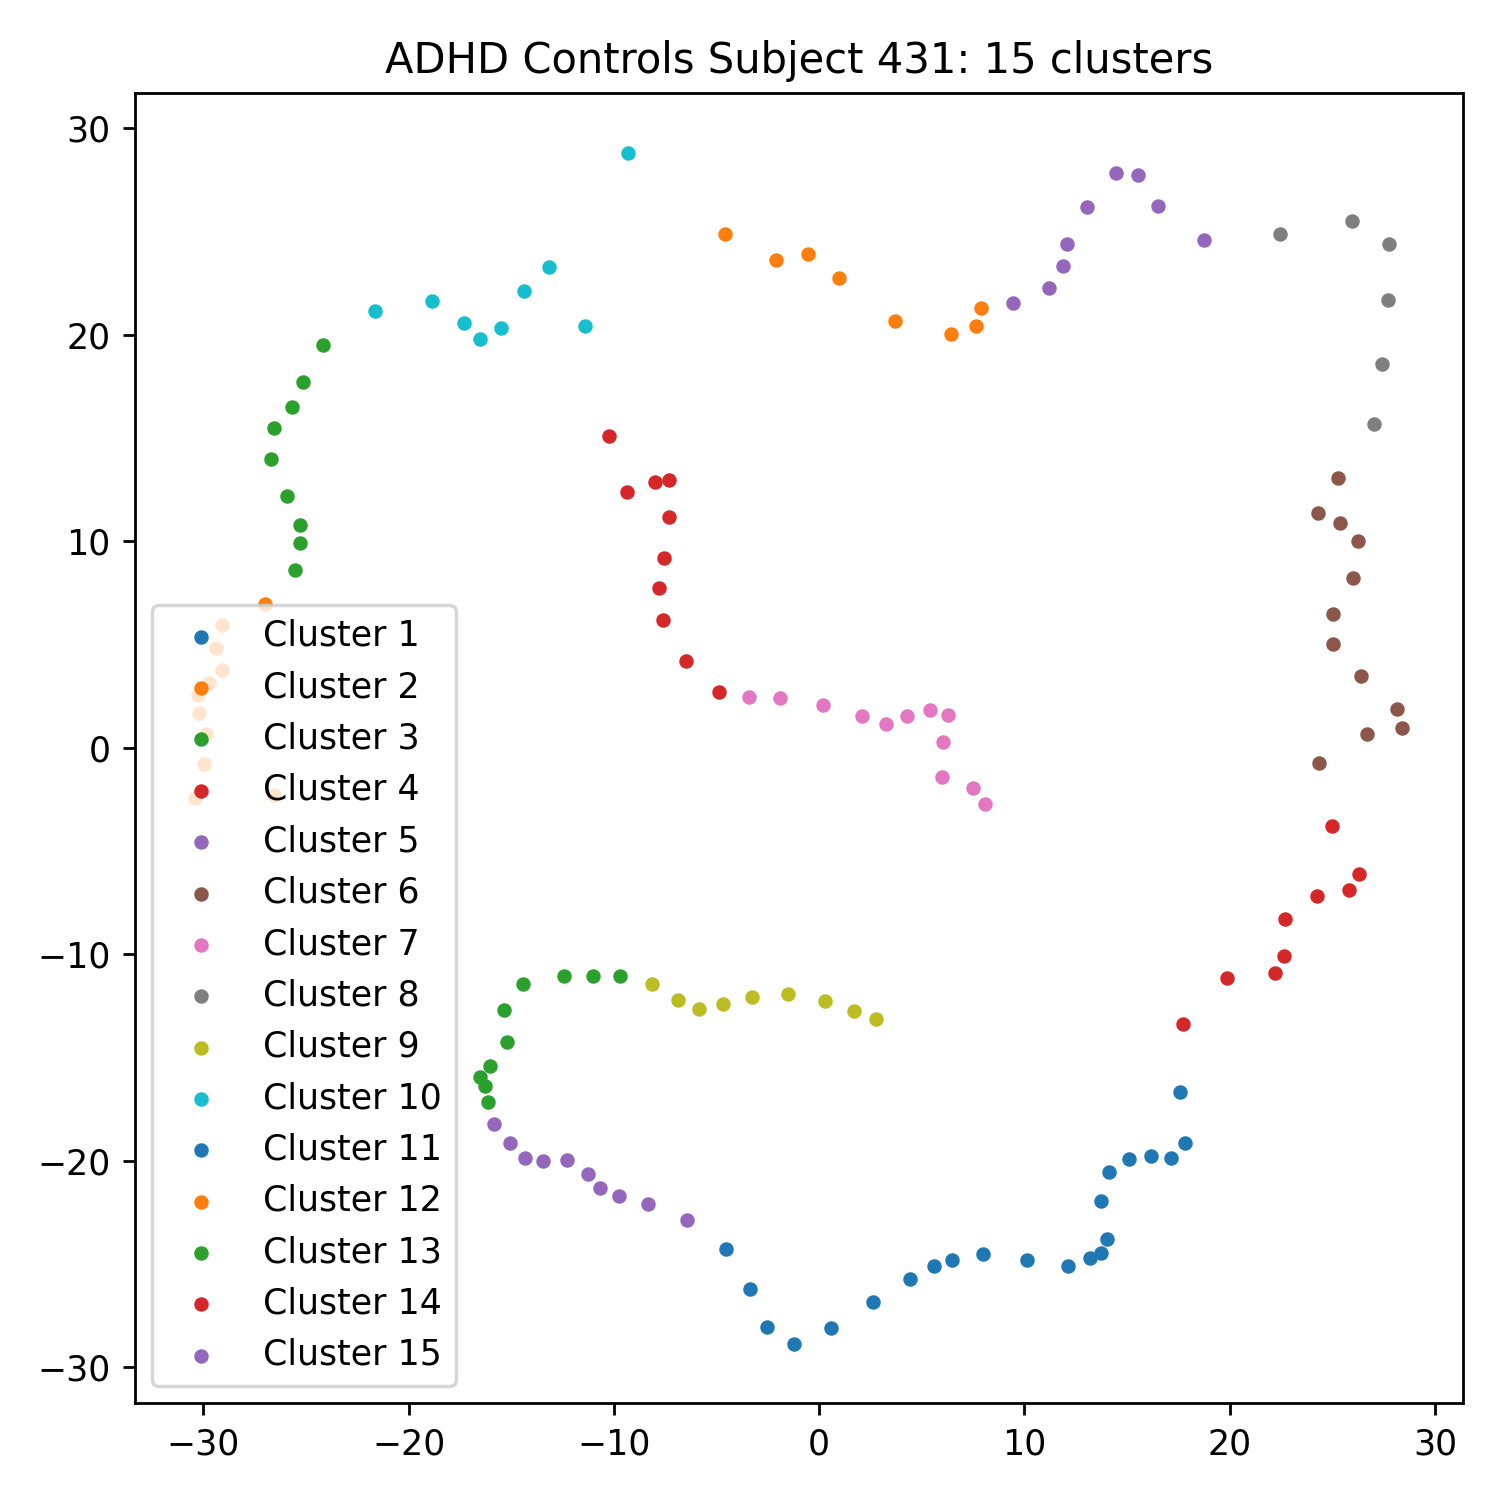 ADHD Controls Subject 431: 15 clusters
30
20
10
0
−10
−20
−30
Cluster 1
Cluster 2
Cluster 3
Cluster 4
Cluster 5
Cluster 6
Cluster 7
Cluster 8
Cluster 9
Cluster 10
Cluster 11
Cluster 12
Cluster 13
Cluster 14
Cluster 15
−30 −20 −10 0 10 20 30